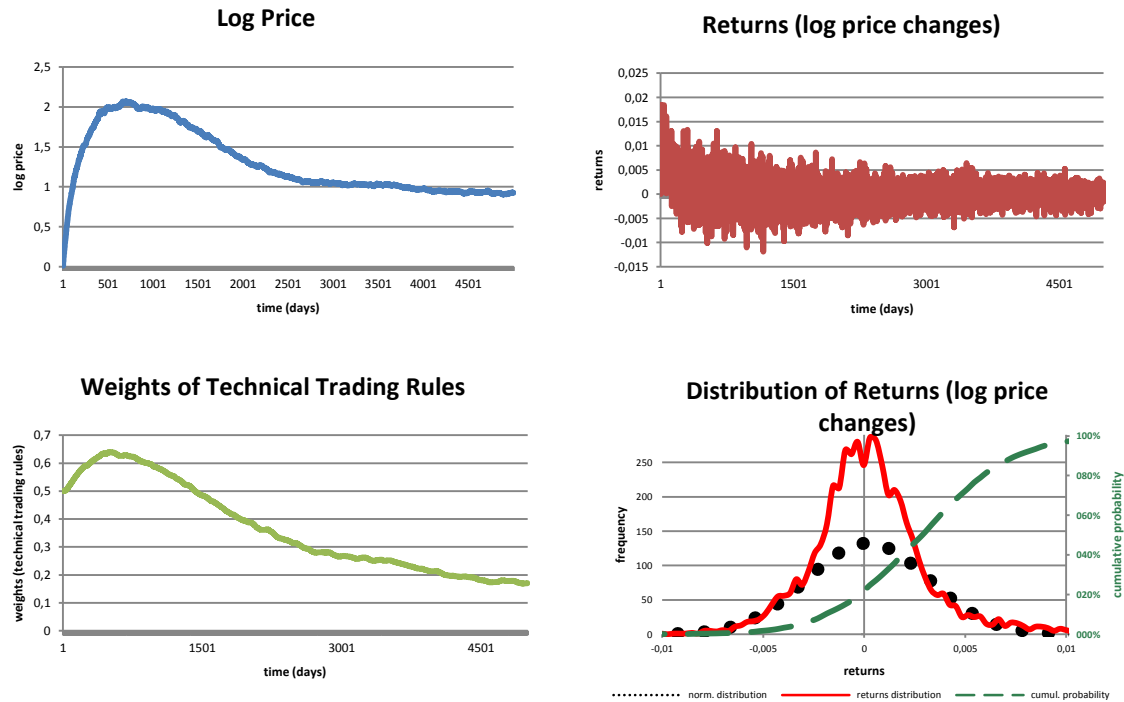 Log Price
2,5
2
1,5
1
0,5
0
log price
1 501 1001 1501 2001 2501 3001 3501 4001 4501
time (days)
Returns (log price changes)
0,025
0,02
0,015
0,01
0,005
0
-0,005
-0,01
-0,015
returns
1 1501 3001 4501
time (days)
Weights of Technical Trading Rules
0,7
0,6
0,5
0,4
0,3
0,2
0,1
0
weights (technical trading rules)
1 1501 3001 4501
time (days)
Distribution of Returns (log price
changes)
250
200
150
100
50
0
frequency
100%
080%
060%
040%
020%
000%
cumulative probability
-0,01 -0,005 0 0,005 0,01
returns
norm. distribution returns distribution cumul. probability